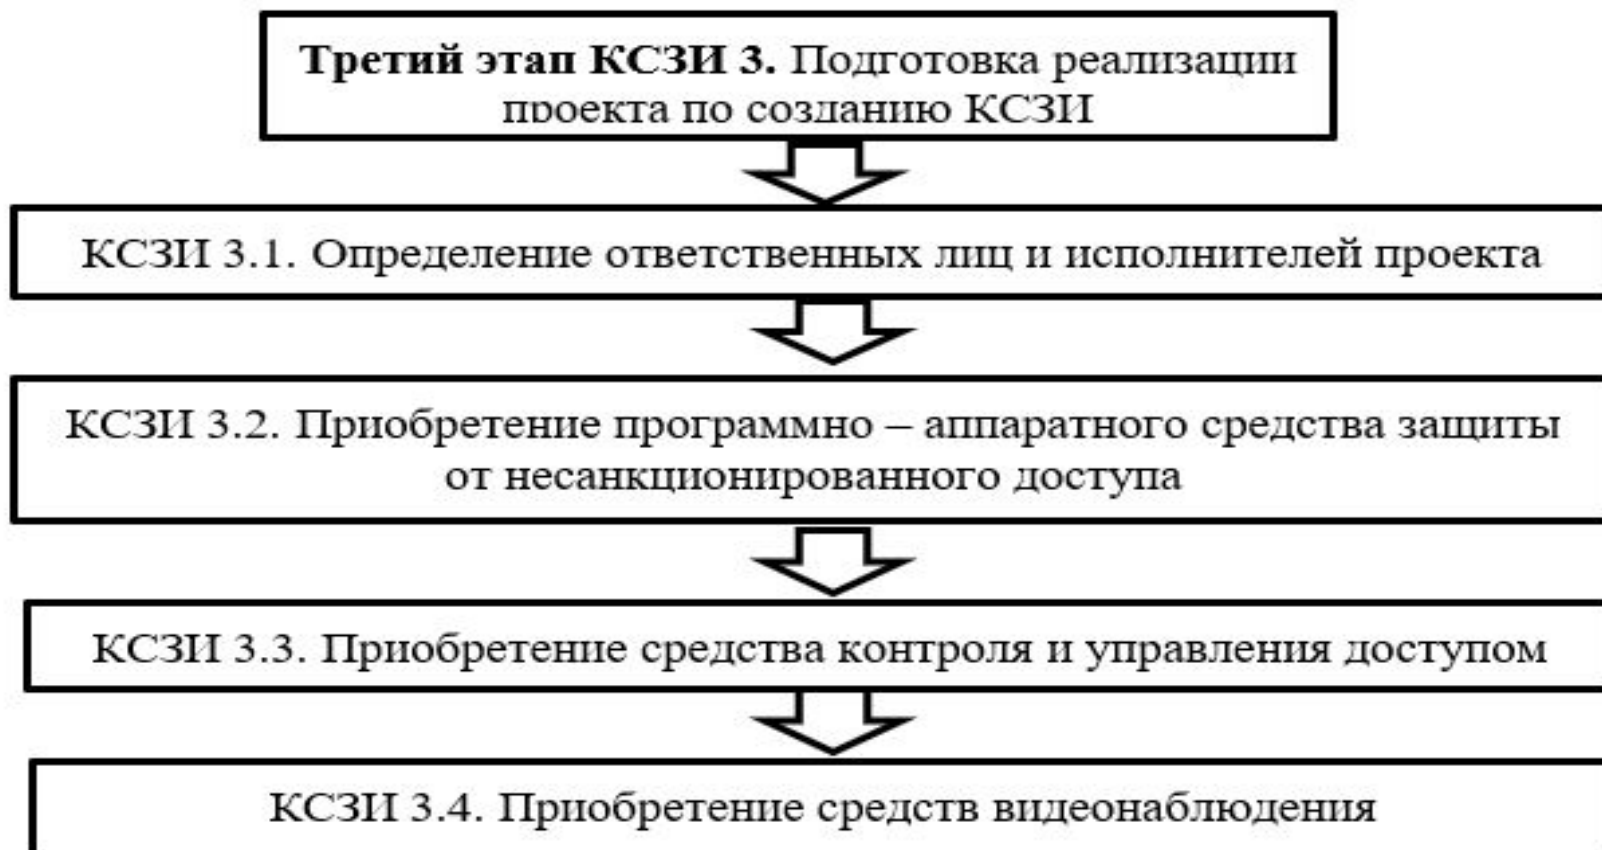 Третий этап КСЗИ 3. Подготовка реализации
проекта по созданию КСЗИ
КСЗИ 3.1. Определение ответственных лиц и исполнителей проекта
КСЗИ 3.2. Приобретение программно – аппаратного средства защиты
от несанкционированного доступа
КСЗИ 3.3. Приобретение средства контроля и управления доступом
КСЗИ 3.4. Приобретение средств видеонаблюдения